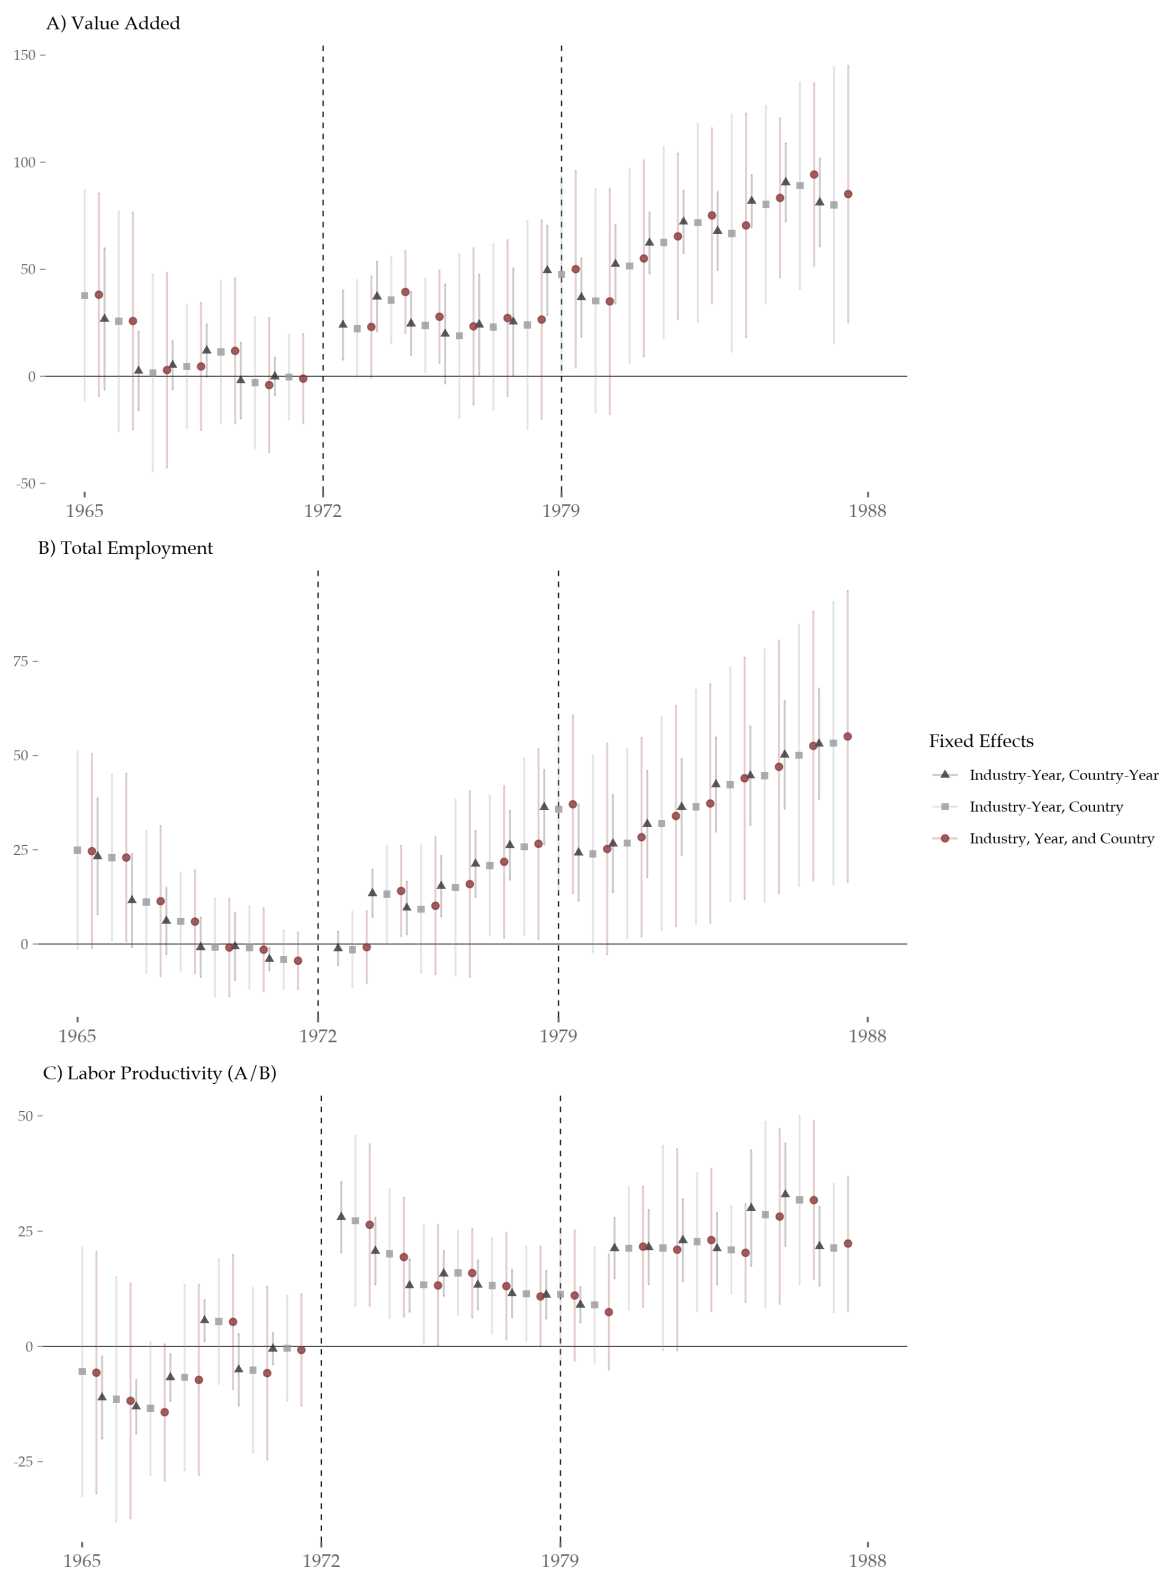 A) Value Added
150
100
50
0
-50
1965 1972 1979 1988
B) Total Employment
75
50
25
0
1965 1972 1979 1988
Fixed Effects
Industry-Year, Country-Year
Industry-Year, Country
Industry, Year, and Country
C) Labor Productivity (A/B)
50
25
0
-25
1965 1972 1979 1988